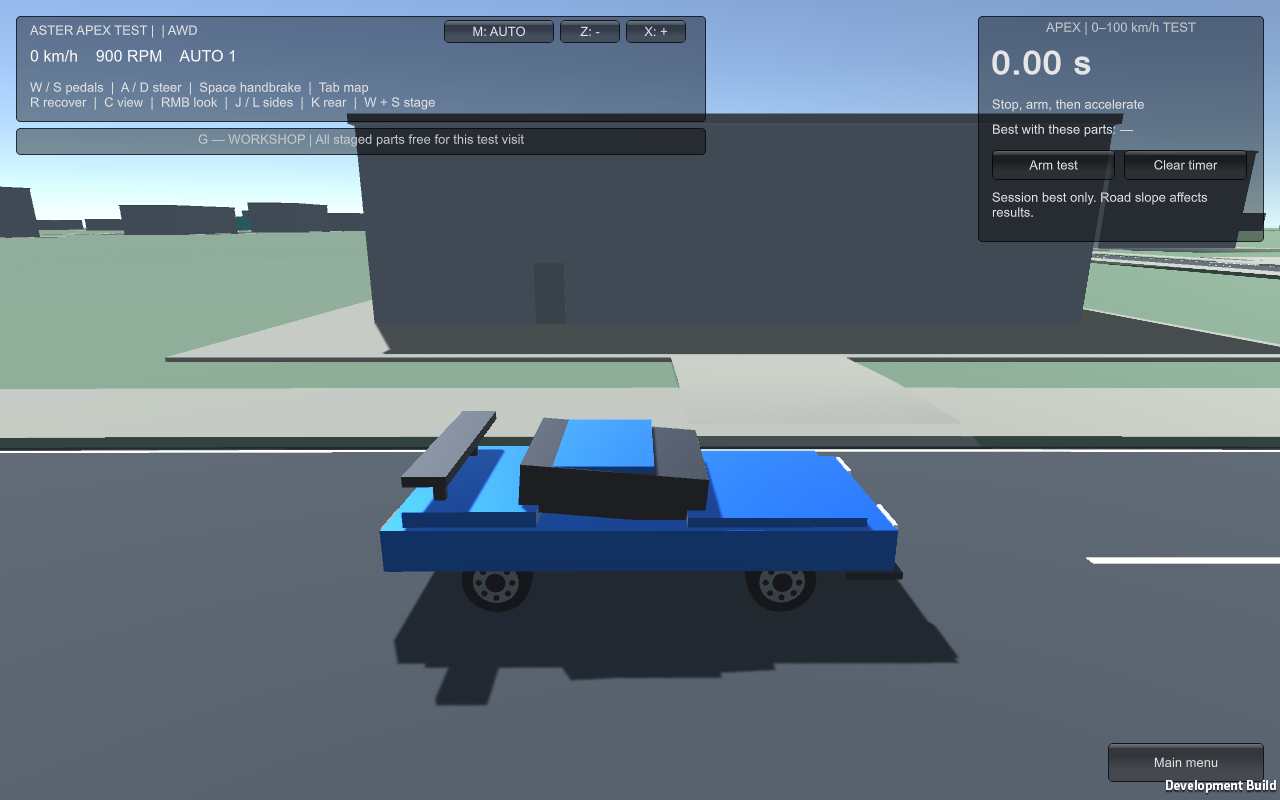 ASTER APEX TEST | | AWD
M: AUTO
Z: -
X: +
0 km/h 900 RPM AUTO 1
W / S pedals | A / D steer | Space handbrake | Tab map
R recover | C view | RMB look | J / L sides | K rear | W + S stage
G — WORKSHOP | All staged parts free for this test visit
APEX | 0–100 km/h TEST
0.00 s
Stop, arm, then accelerate
Best with these parts: —
Arm test
Clear timer
Session best only. Road slope affects
results.
Main menu
Development Build